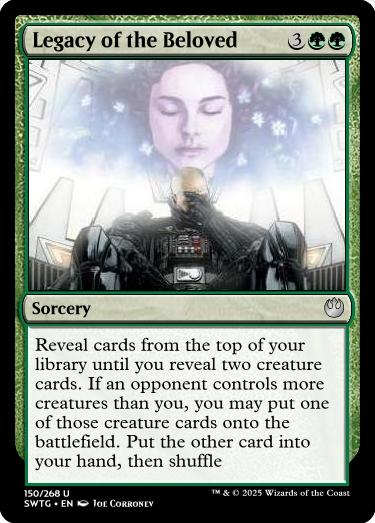 Legacy of the Beloved 3
Sorcery
Reveal cards from the top of your
library until you reveal two creature
cards. If an opponent controls more
creatures than you, you may put one
of those creature cards onto the
battlefield. Put the other card into
your hand, then shuffle
150/268 U
SWTG • EN Joe Corroney
™ & © 2025 Wizards of the Coast